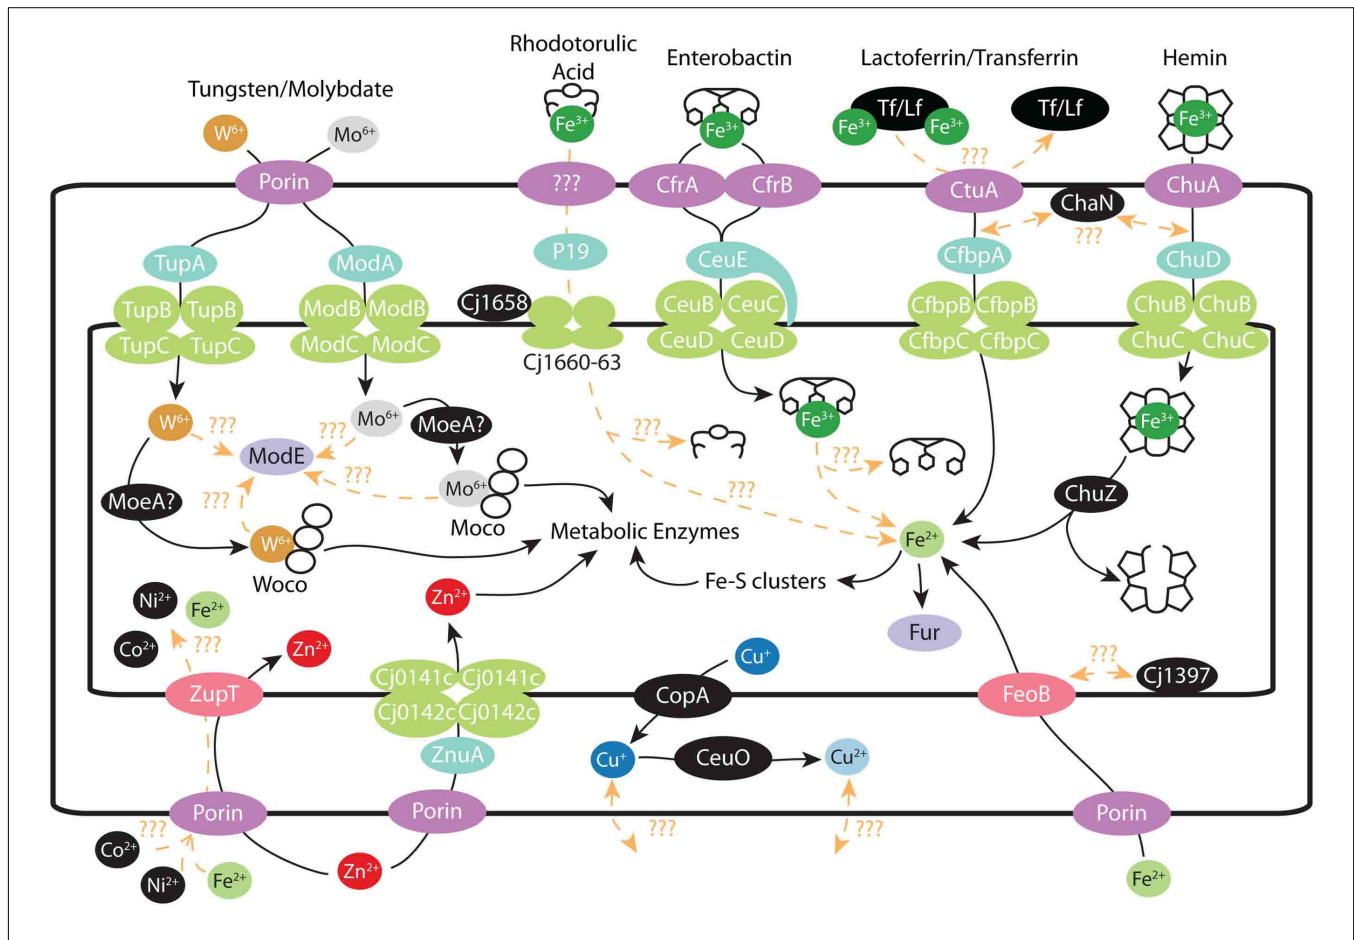 Rhodotorulic
Acid
Enterobactin
Lactoferrin/Transferrin
Hemin
Tungsten/Molybdate
W6+
Mo6+
Fe3+
Fe3+
Tf/Lf
Fe3+
Fe3+
Tf/Lf
Fe3+
???
Porin
???
CfrA
CfrB
CtuA
ChaN
ChuA
???
TupA
ModA
P19
CeuE
CfbpA
ChuD
TupB
TupB
TupC
TupC
ModB
ModB
ModC
ModC
Cj1658
Cj1660-63
CeuB
CeuC
CeuD
CeuD
CfbpB
CfbpB
CfbpC
CfbpC
ChuB
ChuB
ChuC
ChuC
W6+
???
???
Mo6+
MoeA?
ModE
???
???
Fe3+
???
Fe3+
MoeA?
???
Mo6+
Moco
???
ChuZ
W6+
Woco
Metabolic Enzymes
Fe2+
Fe-S clusters
Ni2+
Fe2+
Zn2+
Fur
Co2+
???
Zn2+
Cu+
???
Cj1397
ZupT
Cj0141c
Cj0141c
Cj0142c
Cj0142c
CopA
FeoB
ZnuA
Cu+
CeuO
Cu2+
Porin
Porin
Porin
???
Co2+
Ni2+
Fe2+
Zn2+
???
???
Fe2+